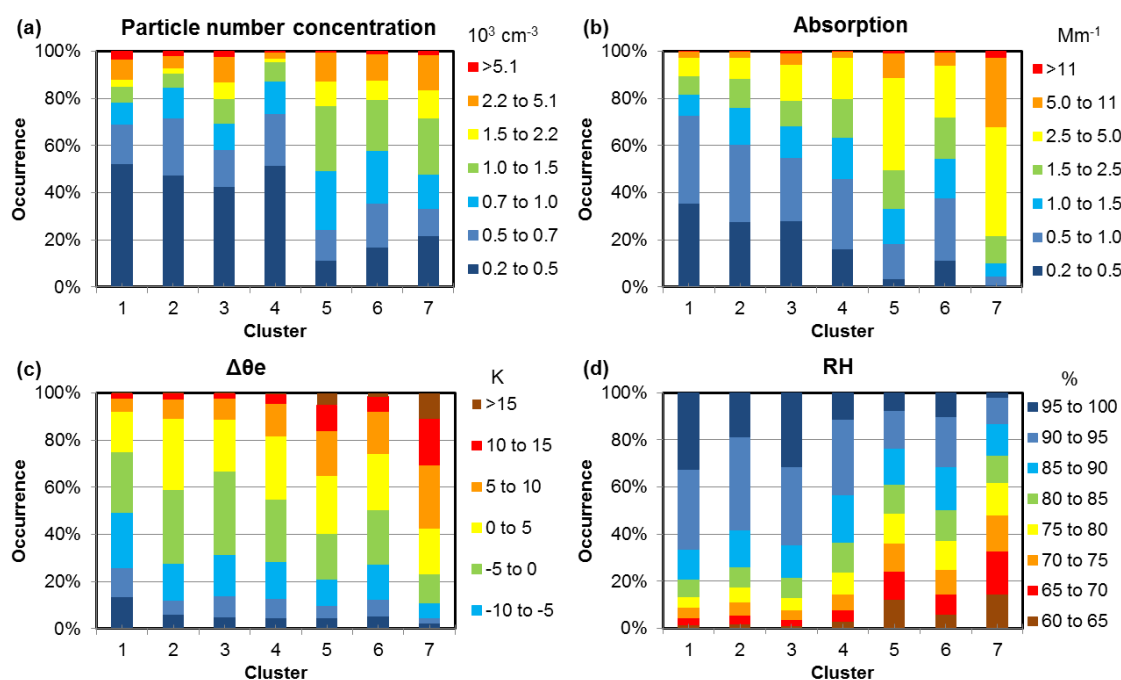 (a) Particle number concentration 10³ cm⁻³
100%
80%
60%
40%
20%
0%
Occurrence
1 2 3 4 5 6 7
Cluster
>5.1
2.2 to 5.1
1.5 to 2.2
1.0 to 1.5
0.7 to 1.0
0.5 to 0.7
0.2 to 0.5
(b) Absorption Mm⁻¹
100%
80%
60%
40%
20%
0%
Occurrence
1 2 3 4 5 6 7
Cluster
>11
5.0 to 11
2.5 to 5.0
1.5 to 2.5
1.0 to 1.5
0.5 to 1.0
0.2 to 0.5
(c) Δθe K
100%
80%
60%
40%
20%
0%
Occurrence
1 2 3 4 5 6 7
Cluster
>15
10 to 15
5 to 10
0 to 5
-5 to 0
-10 to -5
(d) RH %
100%
80%
60%
40%
20%
0%
Occurrence
1 2 3 4 5 6 7
Cluster
95 to 100
90 to 95
85 to 90
80 to 85
75 to 80
70 to 75
65 to 70
60 to 65